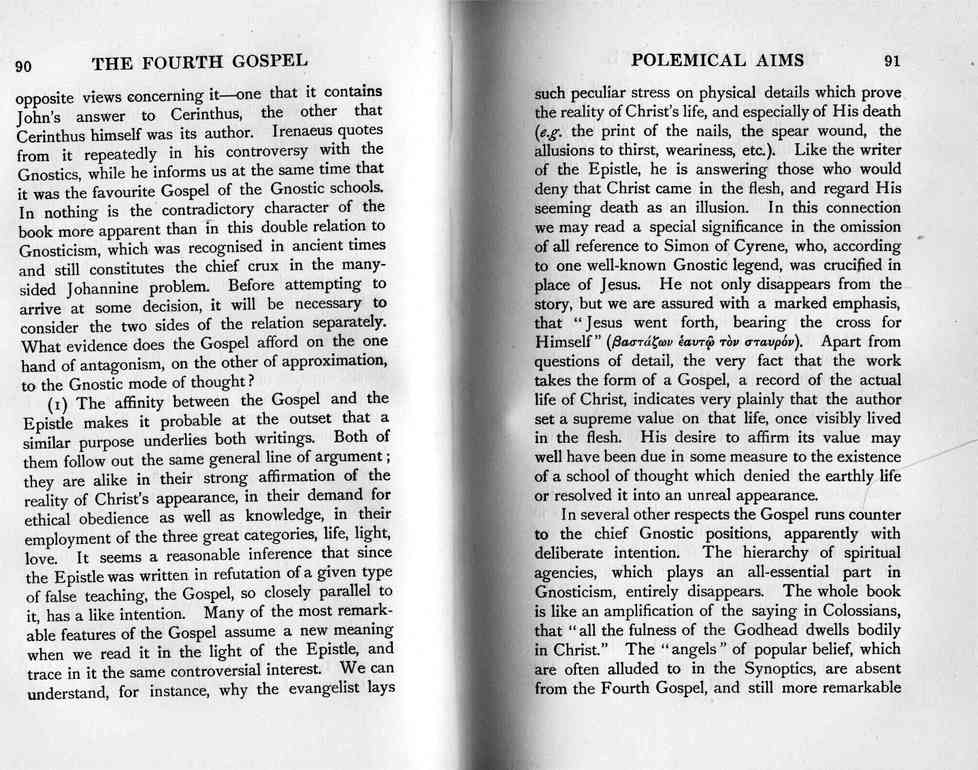 90 THE FOURTH GOSPEL
opposite views concerning it—one that it contains
John's answer to Cerinthus, the other that
Cerinthus himself was its author. Irenaeus quotes
from it repeatedly in his controversy with the
Gnostics, while he informs us at the same time that
it was the favourite Gospel of the Gnostic schools.
In nothing is the contradictory character of the
book more apparent than in this double relation to
Gnosticism, which was recognised in ancient times
and still constitutes the chief crux in the many-
sided Johannine problem. Before attempting to
arrive at some decision, it will be necessary to
consider the two sides of the relation separately.
What evidence does the Gospel afford on the one
hand of antagonism, on the other of approximation,
to the Gnostic mode of thought?
(1) The affinity between the Gospel and the
Epistle makes it probable at the outset that a
similar purpose underlies both writings. Both of
them follow out the same general line of argument;
they are alike in their strong affirmation of the
reality of Christ's appearance, in their demand for
ethical obedience as well as knowledge, in their
employment of the three great categories, life, light,
love. It seems a reasonable inference that since
the Epistle was written in refutation of a given type
of false teaching, the Gospel, so closely parallel to
it, has a like intention. Many of the most remark-
able features of the Gospel assume a new meaning
when we read it in the light of the Epistle, and
trace in it the same controversial interest. We can
understand, for instance, why the evangelist lays
POLEMICAL AIMS 91
such peculiar stress on physical details which prove
the reality of Christ's life, and especially of His death
(e.g. the print of the nails, the spear wound, the
allusions to thirst, weariness, etc.). Like the writer
of the Epistle, he is answering those who would
deny that Christ came in the flesh, and regard His
seeming death as an illusion. In this connection
we may read a special significance in the omission
of all reference to Simon of Cyrene, who, according
to one well-known Gnostic legend, was crucified in
place of Jesus. He not only disappears from the
story, but we are assured with a marked emphasis,
that "Jesus went forth, bearing the cross for
Himself" (βαστάζων ἑαυτῷ τὸν σταυρόν). Apart from
questions of detail, the very fact that the work
takes the form of a Gospel, a record of the actual
life of Christ, indicates very plainly that the author
set a supreme value on that life, once visibly lived
in the flesh. His desire to affirm its value may
well have been due in some measure to the existence
of a school of thought which denied the earthly life
or resolved it into an unreal appearance.
In several other respects the Gospel runs counter
to the chief Gnostic positions, apparently with
deliberate intention. The hierarchy of spiritual
agencies, which plays an all-essential part in
Gnosticism, entirely disappears. The whole book
is like an amplification of the saying in Colossians,
that "all the fulness of the Godhead dwells bodily
in Christ." The "angels" of popular belief, which
are often alluded to in the Synoptics, are absent
from the Fourth Gospel, and still more remarkable